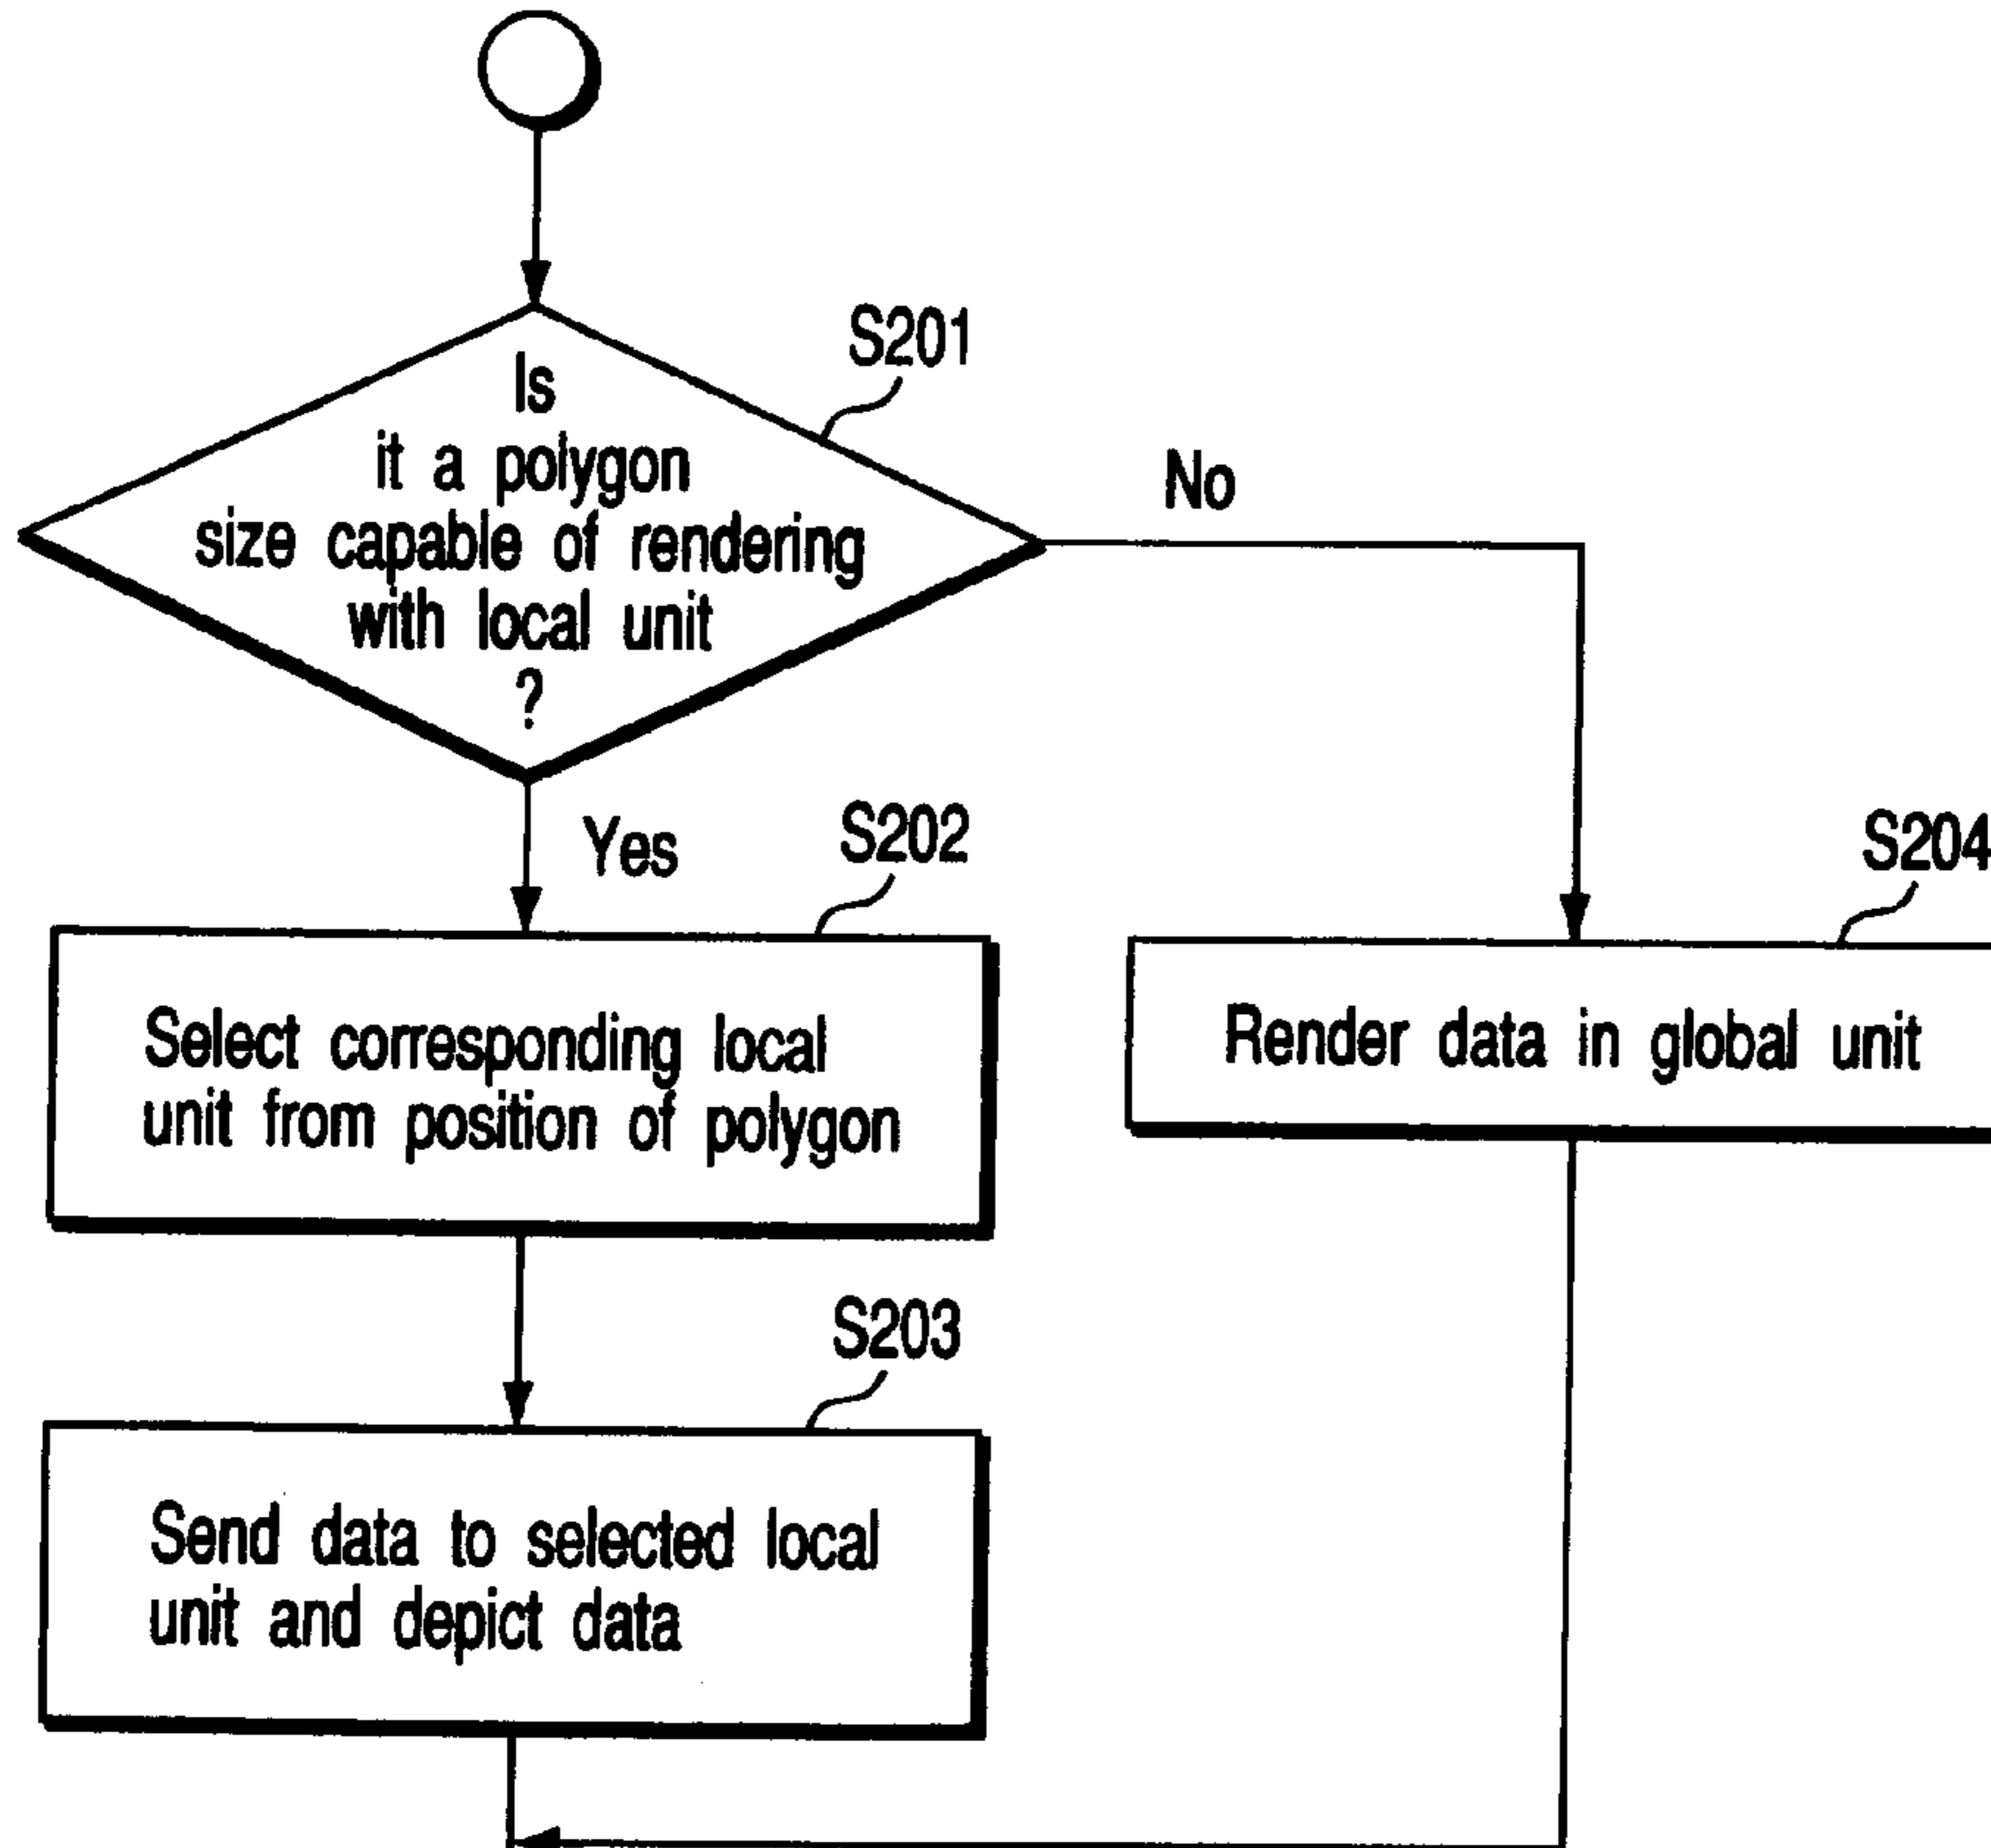 S201
Is
it a polygon
size capable of rendering
with local unit
?
No
Yes
S202
Select corresponding local
unit from position of polygon
S204
Render data in global unit
S203
Send data to selected local
unit and depict data